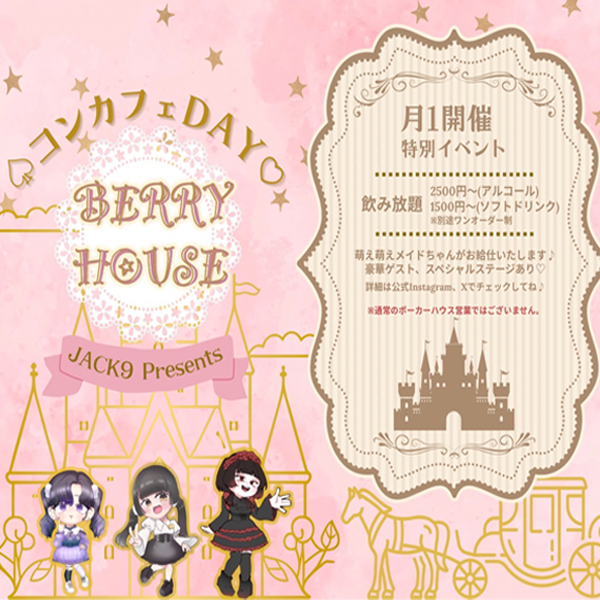 ♤コンカフェDAY♡
BERRY
HOUSE
JACK9 Presents
月1開催
特別イベント
飲み放題
2500円〜(アルコール)
1500円〜(ソフトドリンク)
※別途ワンオーダー制
萌え萌えメイドちゃんがお給仕いたします♪
豪華ゲスト、スペシャルステージあり♡
詳細は公式Instagram、Xでチェックしてね♪
※通常のポーカーハウス営業ではございません。